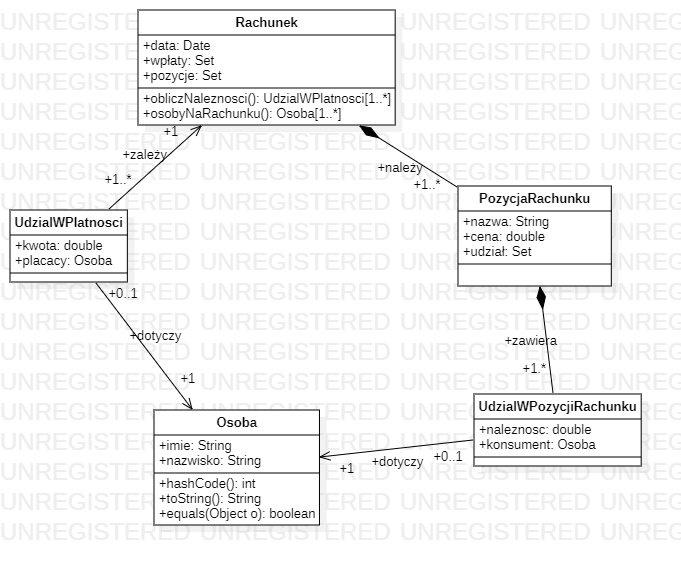 Rachunek
+data: Date
+wpłaty: Set
+pozycje: Set
+obliczNaleznosci(): UdzialWPlatnosci[1..*]
+osobyNaRachunku(): Osoba[1..*]
+1
+zależy
+1..*
+należy
+1..*
UdzialWPlatnosci
+kwota: double
+placacy: Osoba
PozycjaRachunku
+nazwa: String
+cena: double
+udział: Set
+0..1
+dotyczy
+1
+zawiera
+1.*
Osoba
+imie: String
+nazwisko: String
+hashCode(): int
+toString(): String
+equals(Object o): boolean
UdzialWPozycjiRachunku
+naleznosc: double
+konsument: Osoba
+1
+dotyczy
+0..1
UNREGISTERED